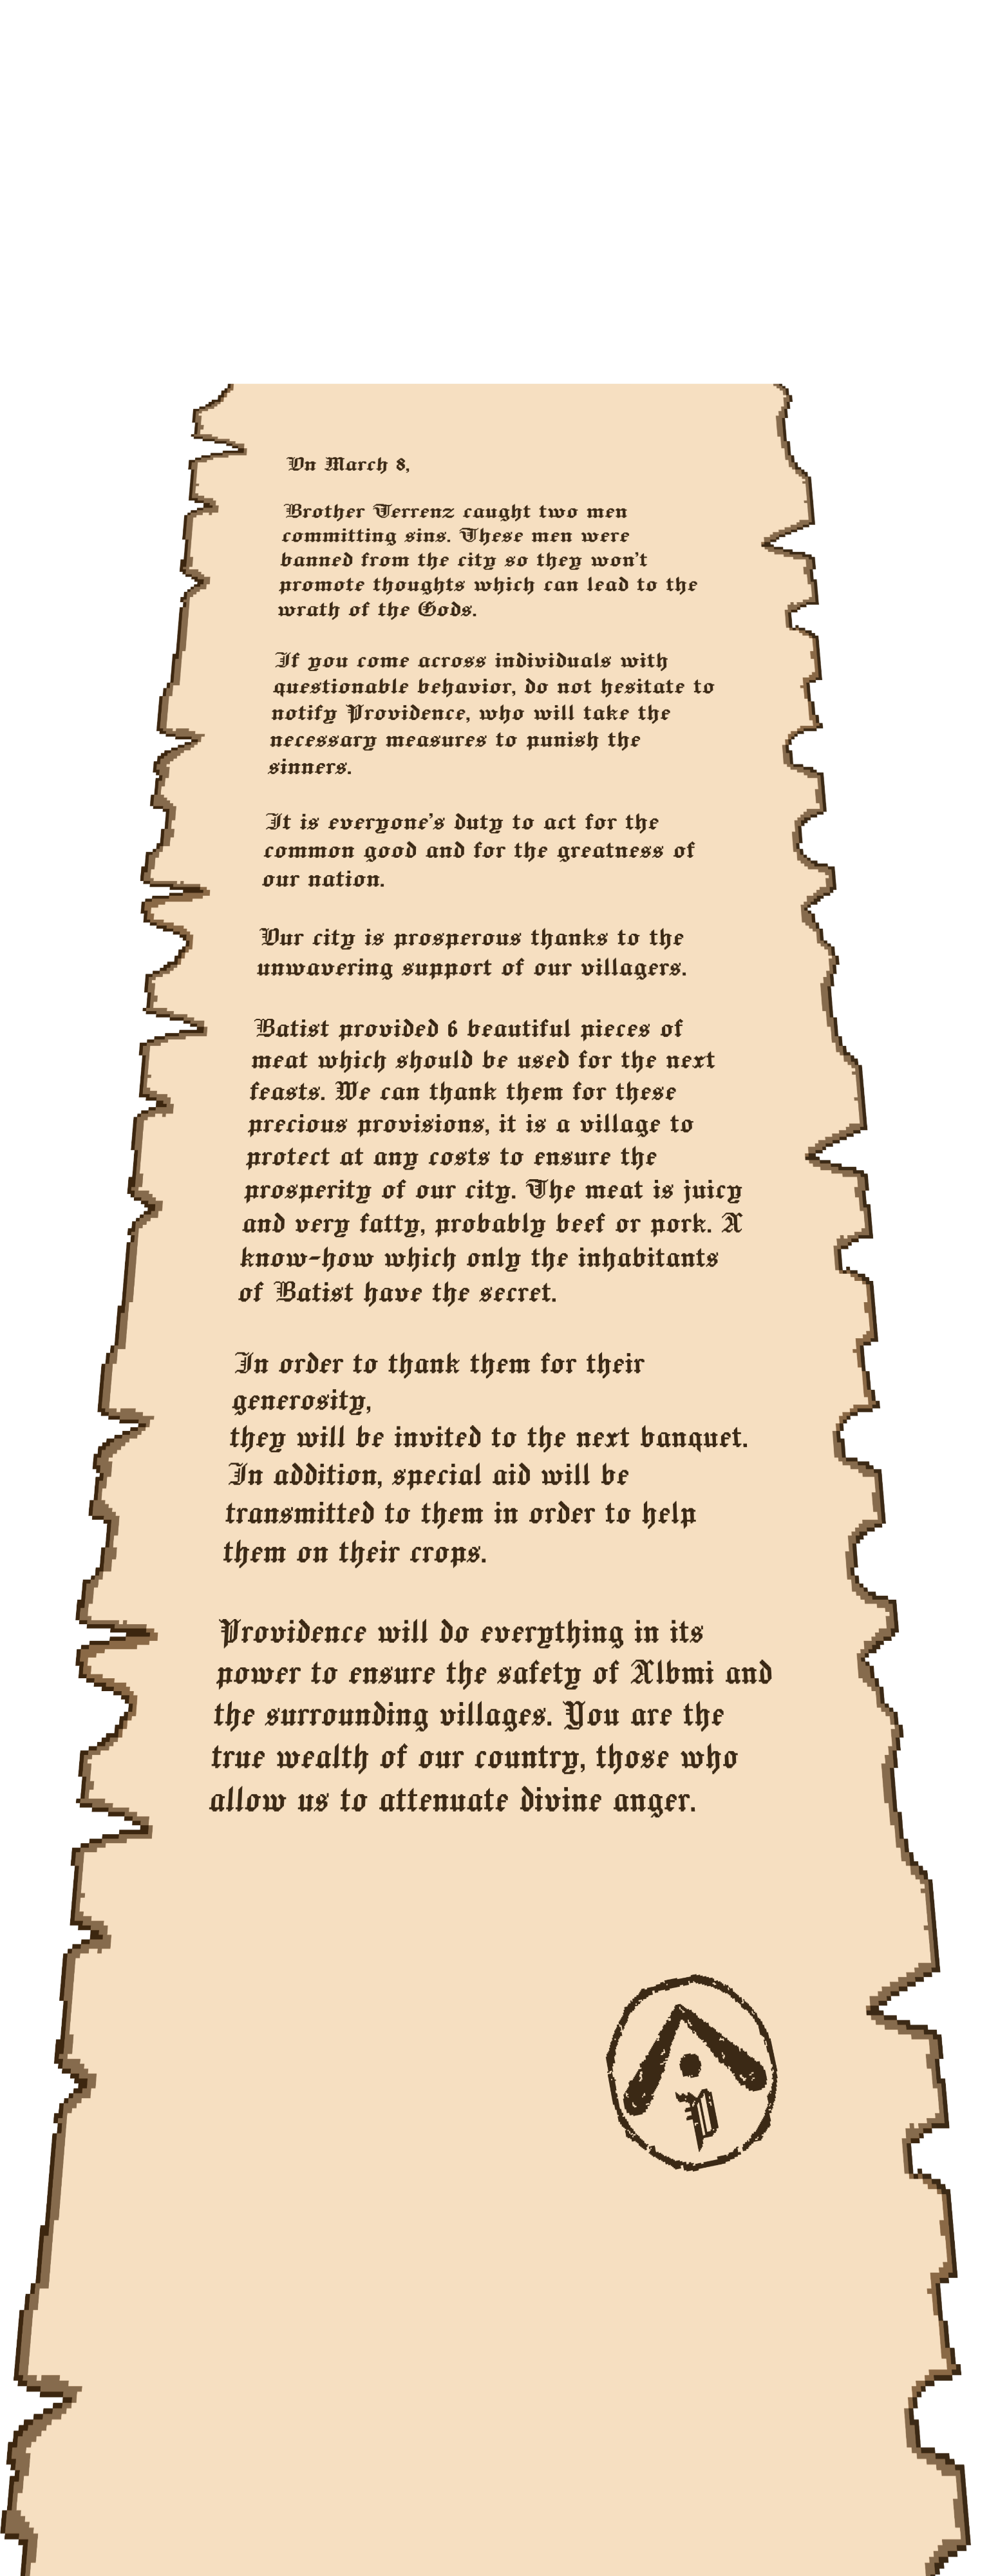 On March 8,
Brother Terrenz caught two men
committing sins. These men were
banned from the city so they won't
promote thoughts which can lead to the
wrath of the Gods.
If you come across individuals with
questionable behavior, do not hesitate to
notify Providence, who will take the
necessary measures to punish the
sinners.
It is everyone's duty to act for the
common good and for the greatness of
our nation.
Our city is prosperous thanks to the
unwavering support of our villagers.
Batist provided 6 beautiful pieces of
meat which should be used for the next
feasts. We can thank them for these
precious provisions, it is a village to
protect at any costs to ensure the
prosperity of our city. The meat is juicy
and very fatty, probably beef or pork. A
know-how which only the inhabitants
of Batist have the secret.
In order to thank them for their
generosity,
they will be invited to the next banquet.
In addition, special aid will be
transmitted to them in order to help
them on their crops.
Providence will do everything in its
power to ensure the safety of Albmi and
the surrounding villages. You are the
true wealth of our country, those who
allow us to attenuate divine anger.